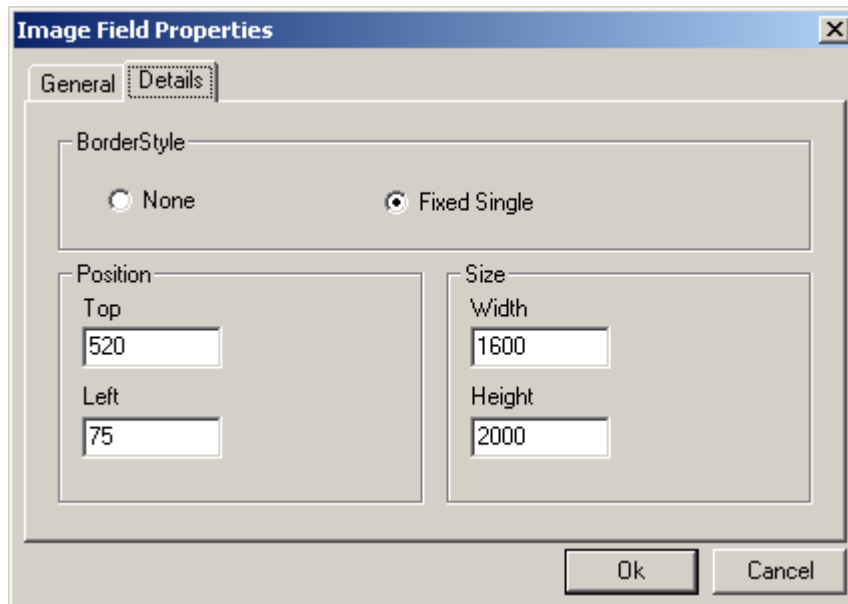 Image Field Properties
General Details
BorderStyle
None Fixed Single
Position Size
Top Width
520 1600
Left Height
75 2000
Ok Cancel